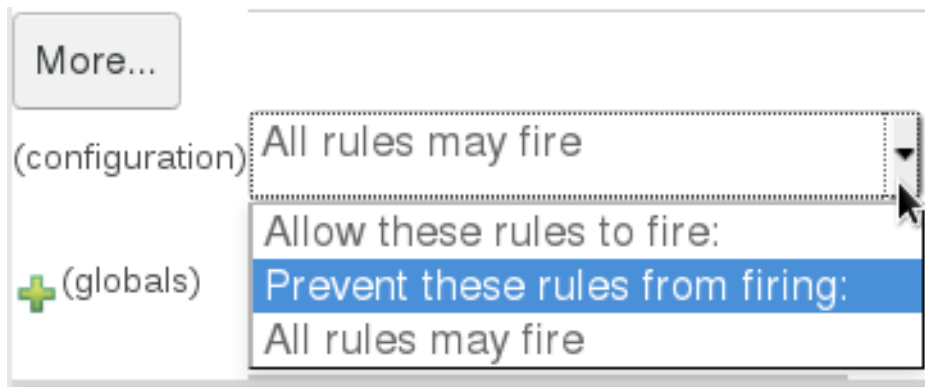 More...
(configuration) All rules may fire
Allow these rules to fire:
(globals) Prevent these rules from firing:
All rules may fire